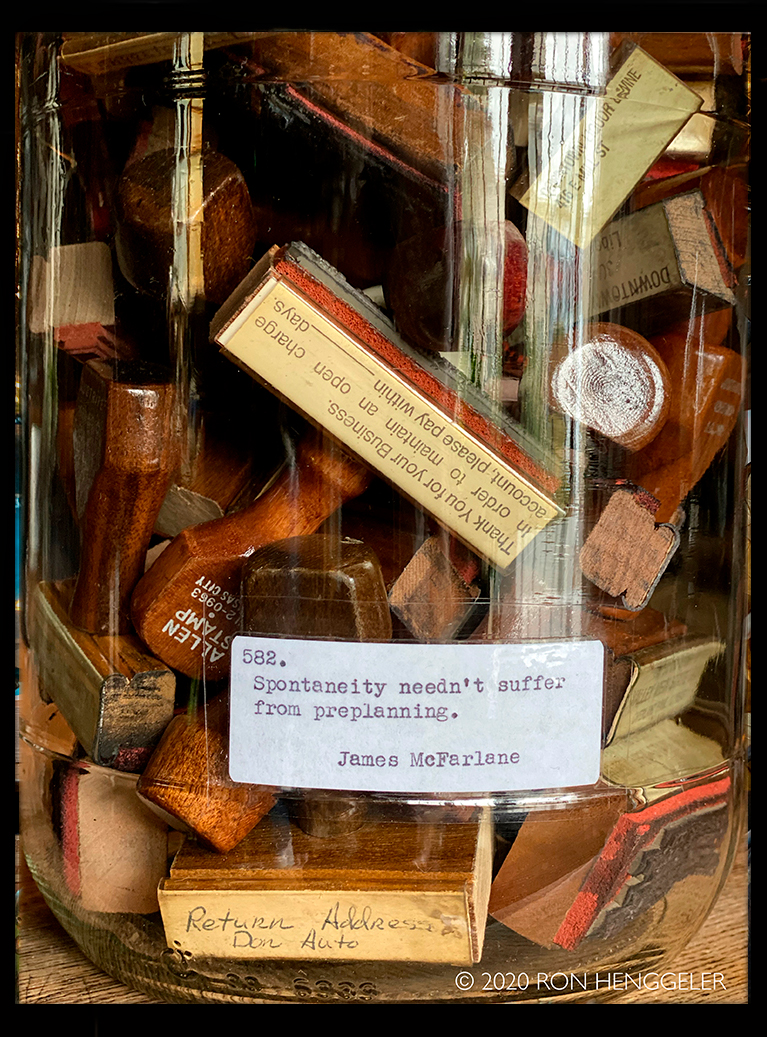 DOWNTOWN
Thank You for your Business.
In order to maintain an open charge
account, please pay within ______ days.
ALLEN
STAMP
582.
Spontaneity needn't suffer
from preplanning.
James McFarlane
Return Address
Don Auto
© 2020 RON HENGGELER